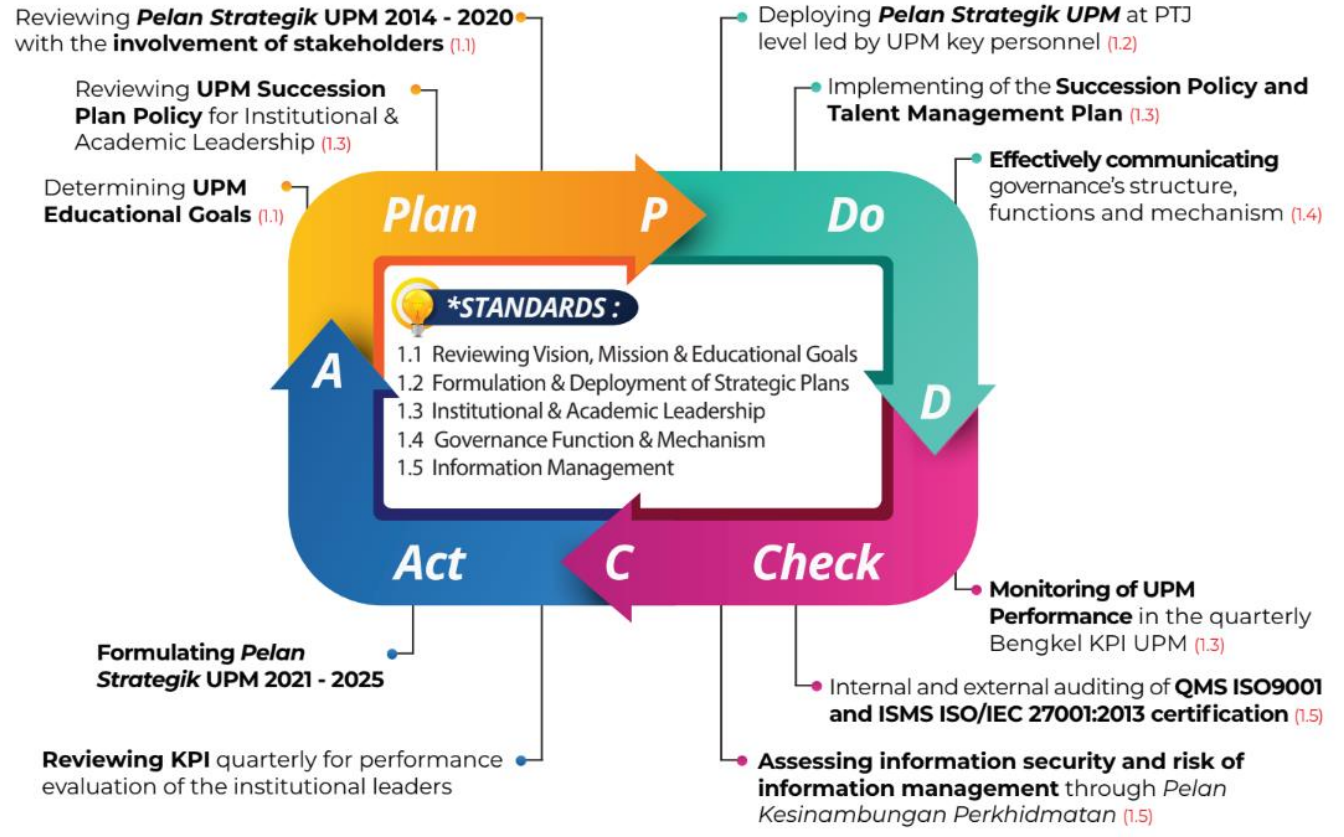 Reviewing Pelan Strategik UPM 2014 - 2020
with the involvement of stakeholders (1.1)
Reviewing UPM Succession
Plan Policy for Institutional &
Academic Leadership (1.3)
Determining UPM
Educational Goals (1.1)
Deploying Pelan Strategik UPM at PTJ
level led by UPM key personnel (1.2)
Implementing of the Succession Policy and
Talent Management Plan (1.3)
Effectively communicating
governance's structure,
functions and mechanism (1.4)
Plan
P
Do
*STANDARDS :
1.1 Reviewing Vision, Mission & Educational Goals
1.2 Formulation & Deployment of Strategic Plans
1.3 Institutional & Academic Leadership
1.4 Governance Function & Mechanism
1.5 Information Management
A
D
Act
C
Check
Monitoring of UPM
Performance in the quarterly
Bengkel KPI UPM (1.3)
Internal and external auditing of QMS ISO9001
and ISMS ISO/IEC 27001:2013 certification (1.5)
Assessing information security and risk of
information management through Pelan
Kesinambungan Perkhidmatan (1.5)
Formulating Pelan
Strategik UPM 2021 - 2025
Reviewing KPI quarterly for performance
evaluation of the institutional leaders